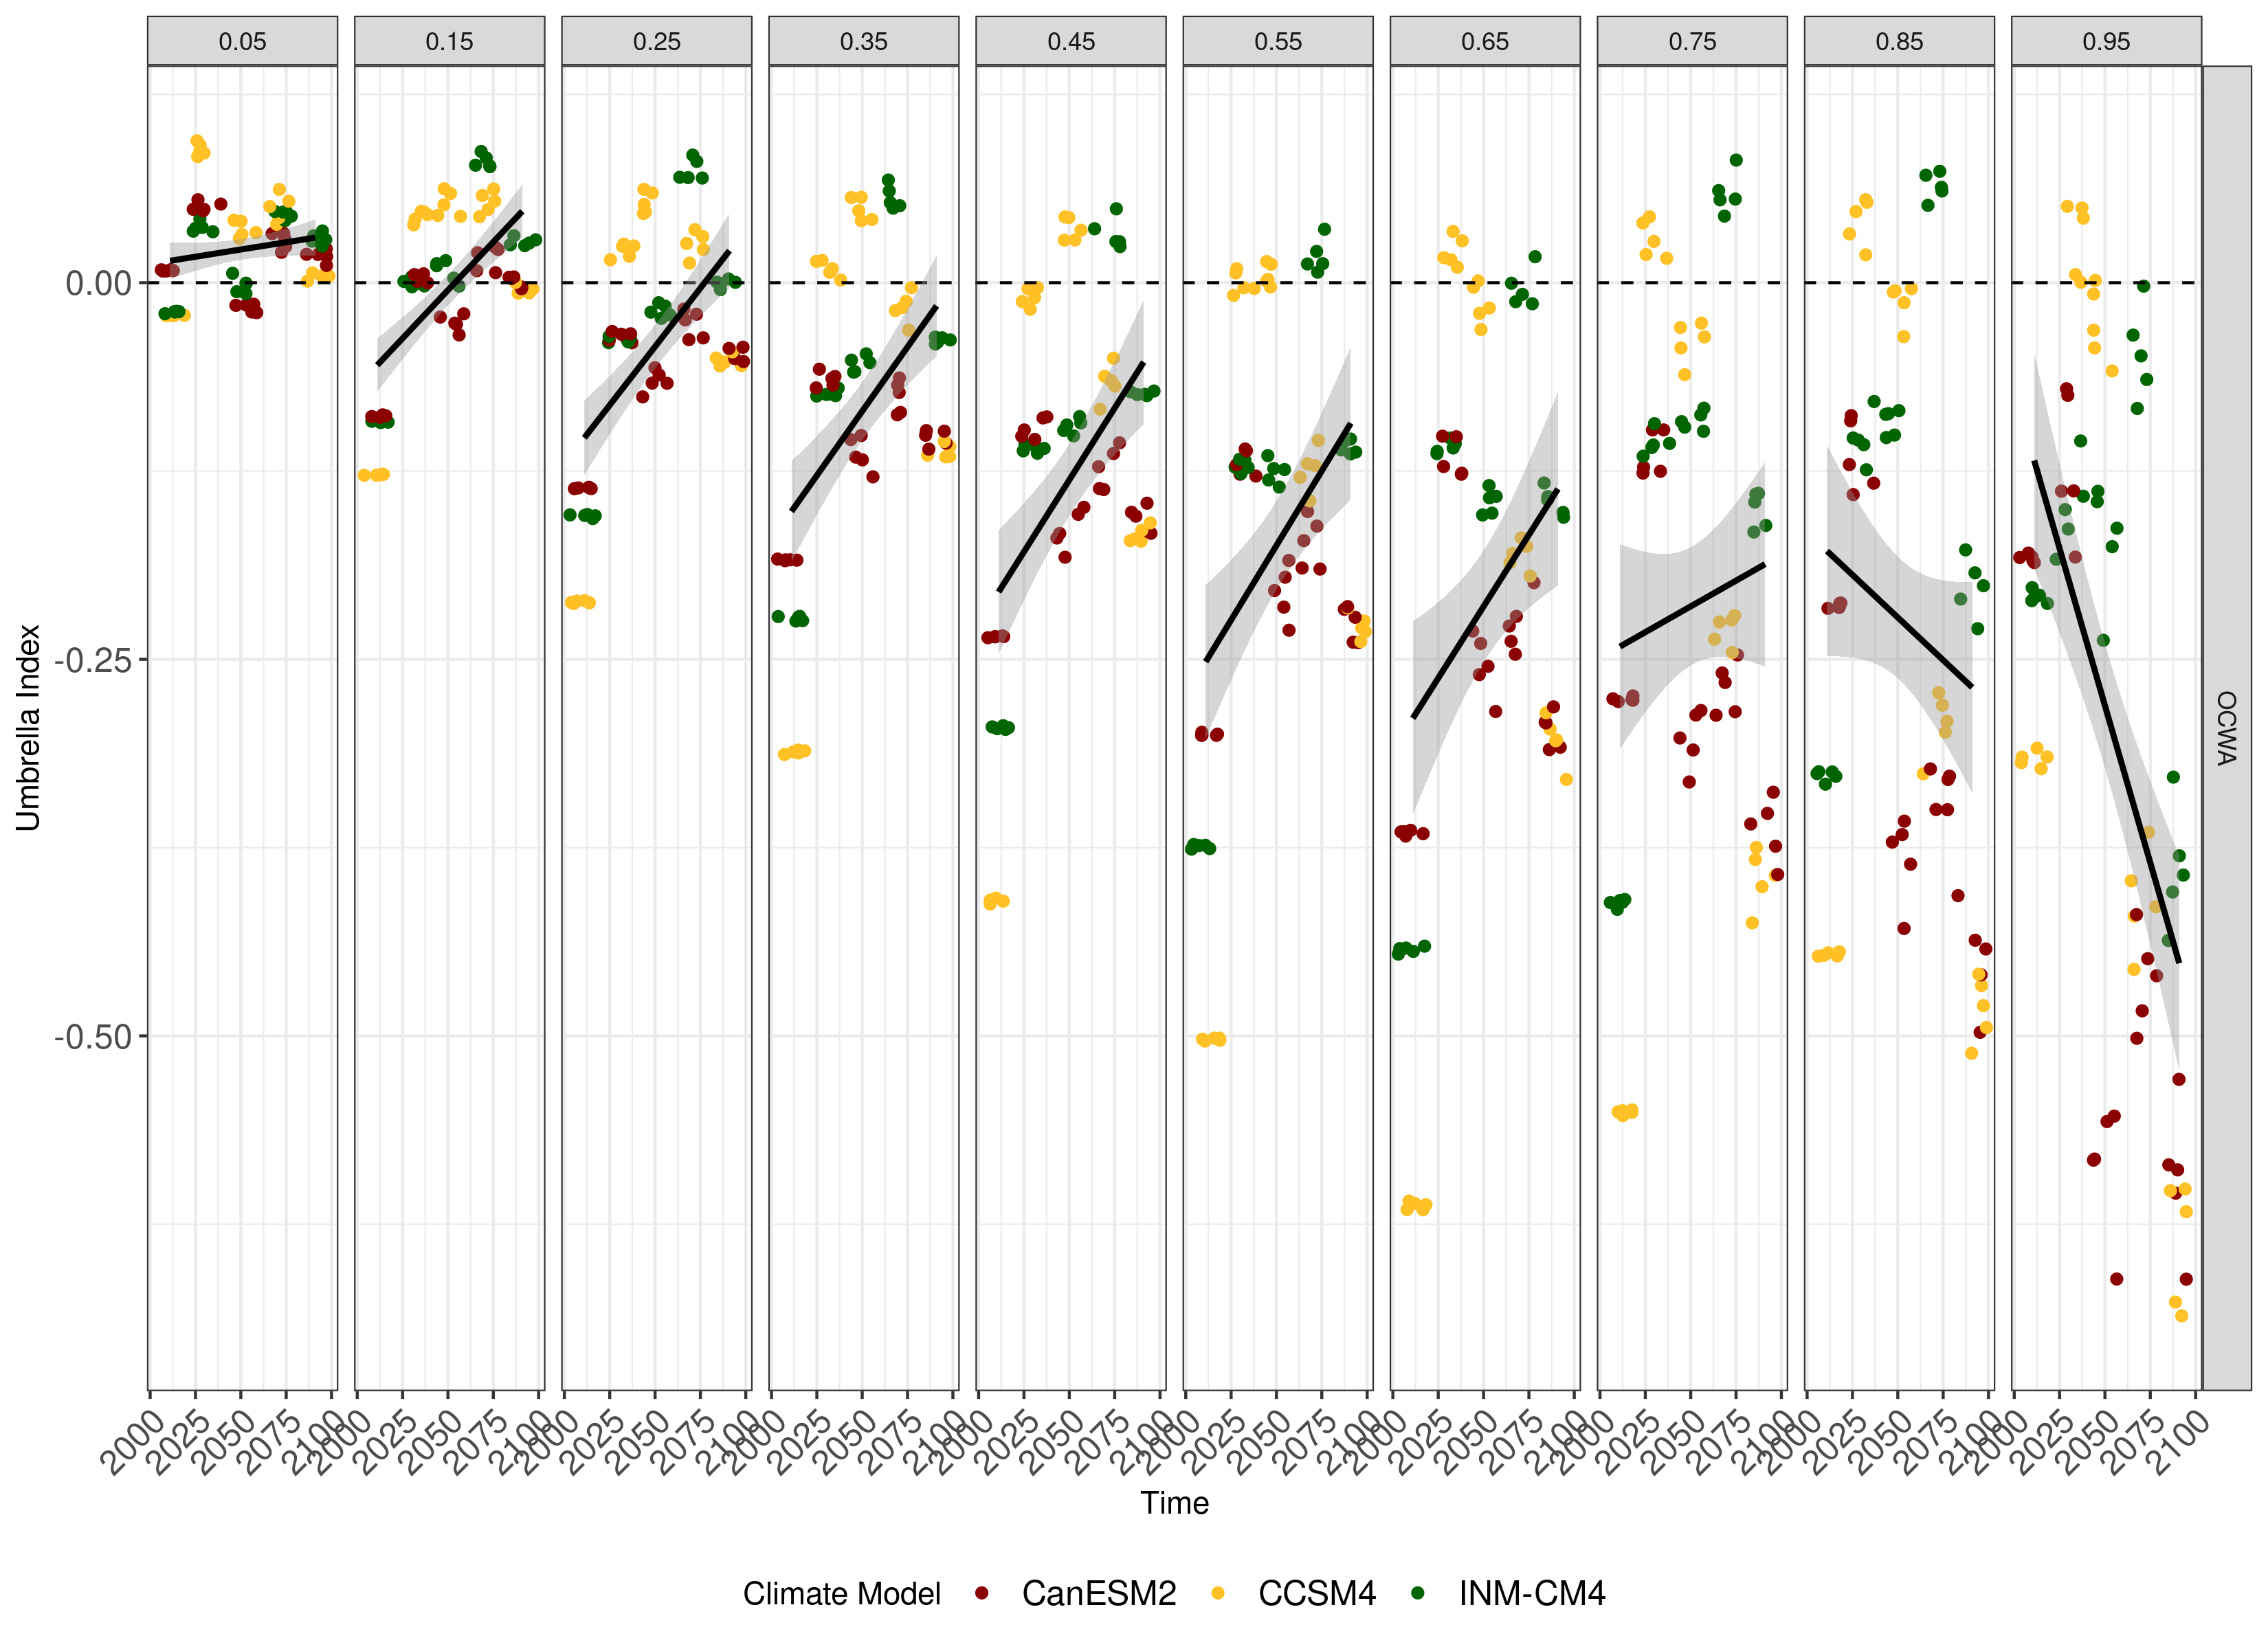 0.05 0.15 0.25 0.35 0.45 0.55 0.65 0.75 0.85 0.95
OCWA
Umbrella Index
0.00
-0.25
-0.50
2000 2025 2050 2075 2100 2000 2025 2050 2075 2100 2000 2025 2050 2075 2100 2000 2025 2050 2075 2100 2000 2025 2050 2075 2100 2000 2025 2050 2075 2100 2000 2025 2050 2075 2100 2000 2025 2050 2075 2100 2000 2025 2050 2075 2100 2000 2025 2050 2075 2100
Time
Climate Model CanESM2 CCSM4 INM-CM4